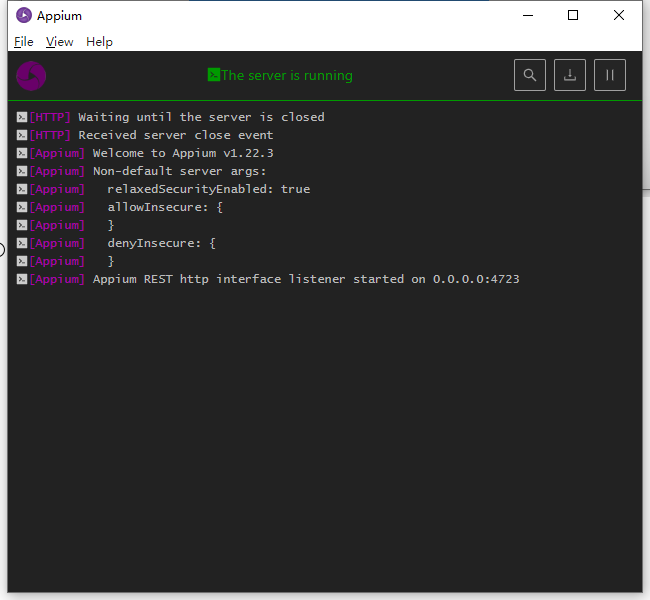 Appium
File View Help
The server is running
[HTTP] Waiting until the server is closed
[HTTP] Received server close event
[Appium] Welcome to Appium v1.22.3
[Appium] Non-default server args:
[Appium]   relaxedSecurityEnabled: true
[Appium]   allowInsecure: {
[Appium]   }
[Appium]   denyInsecure: {
[Appium]   }
[Appium] Appium REST http interface listener started on 0.0.0.0:4723